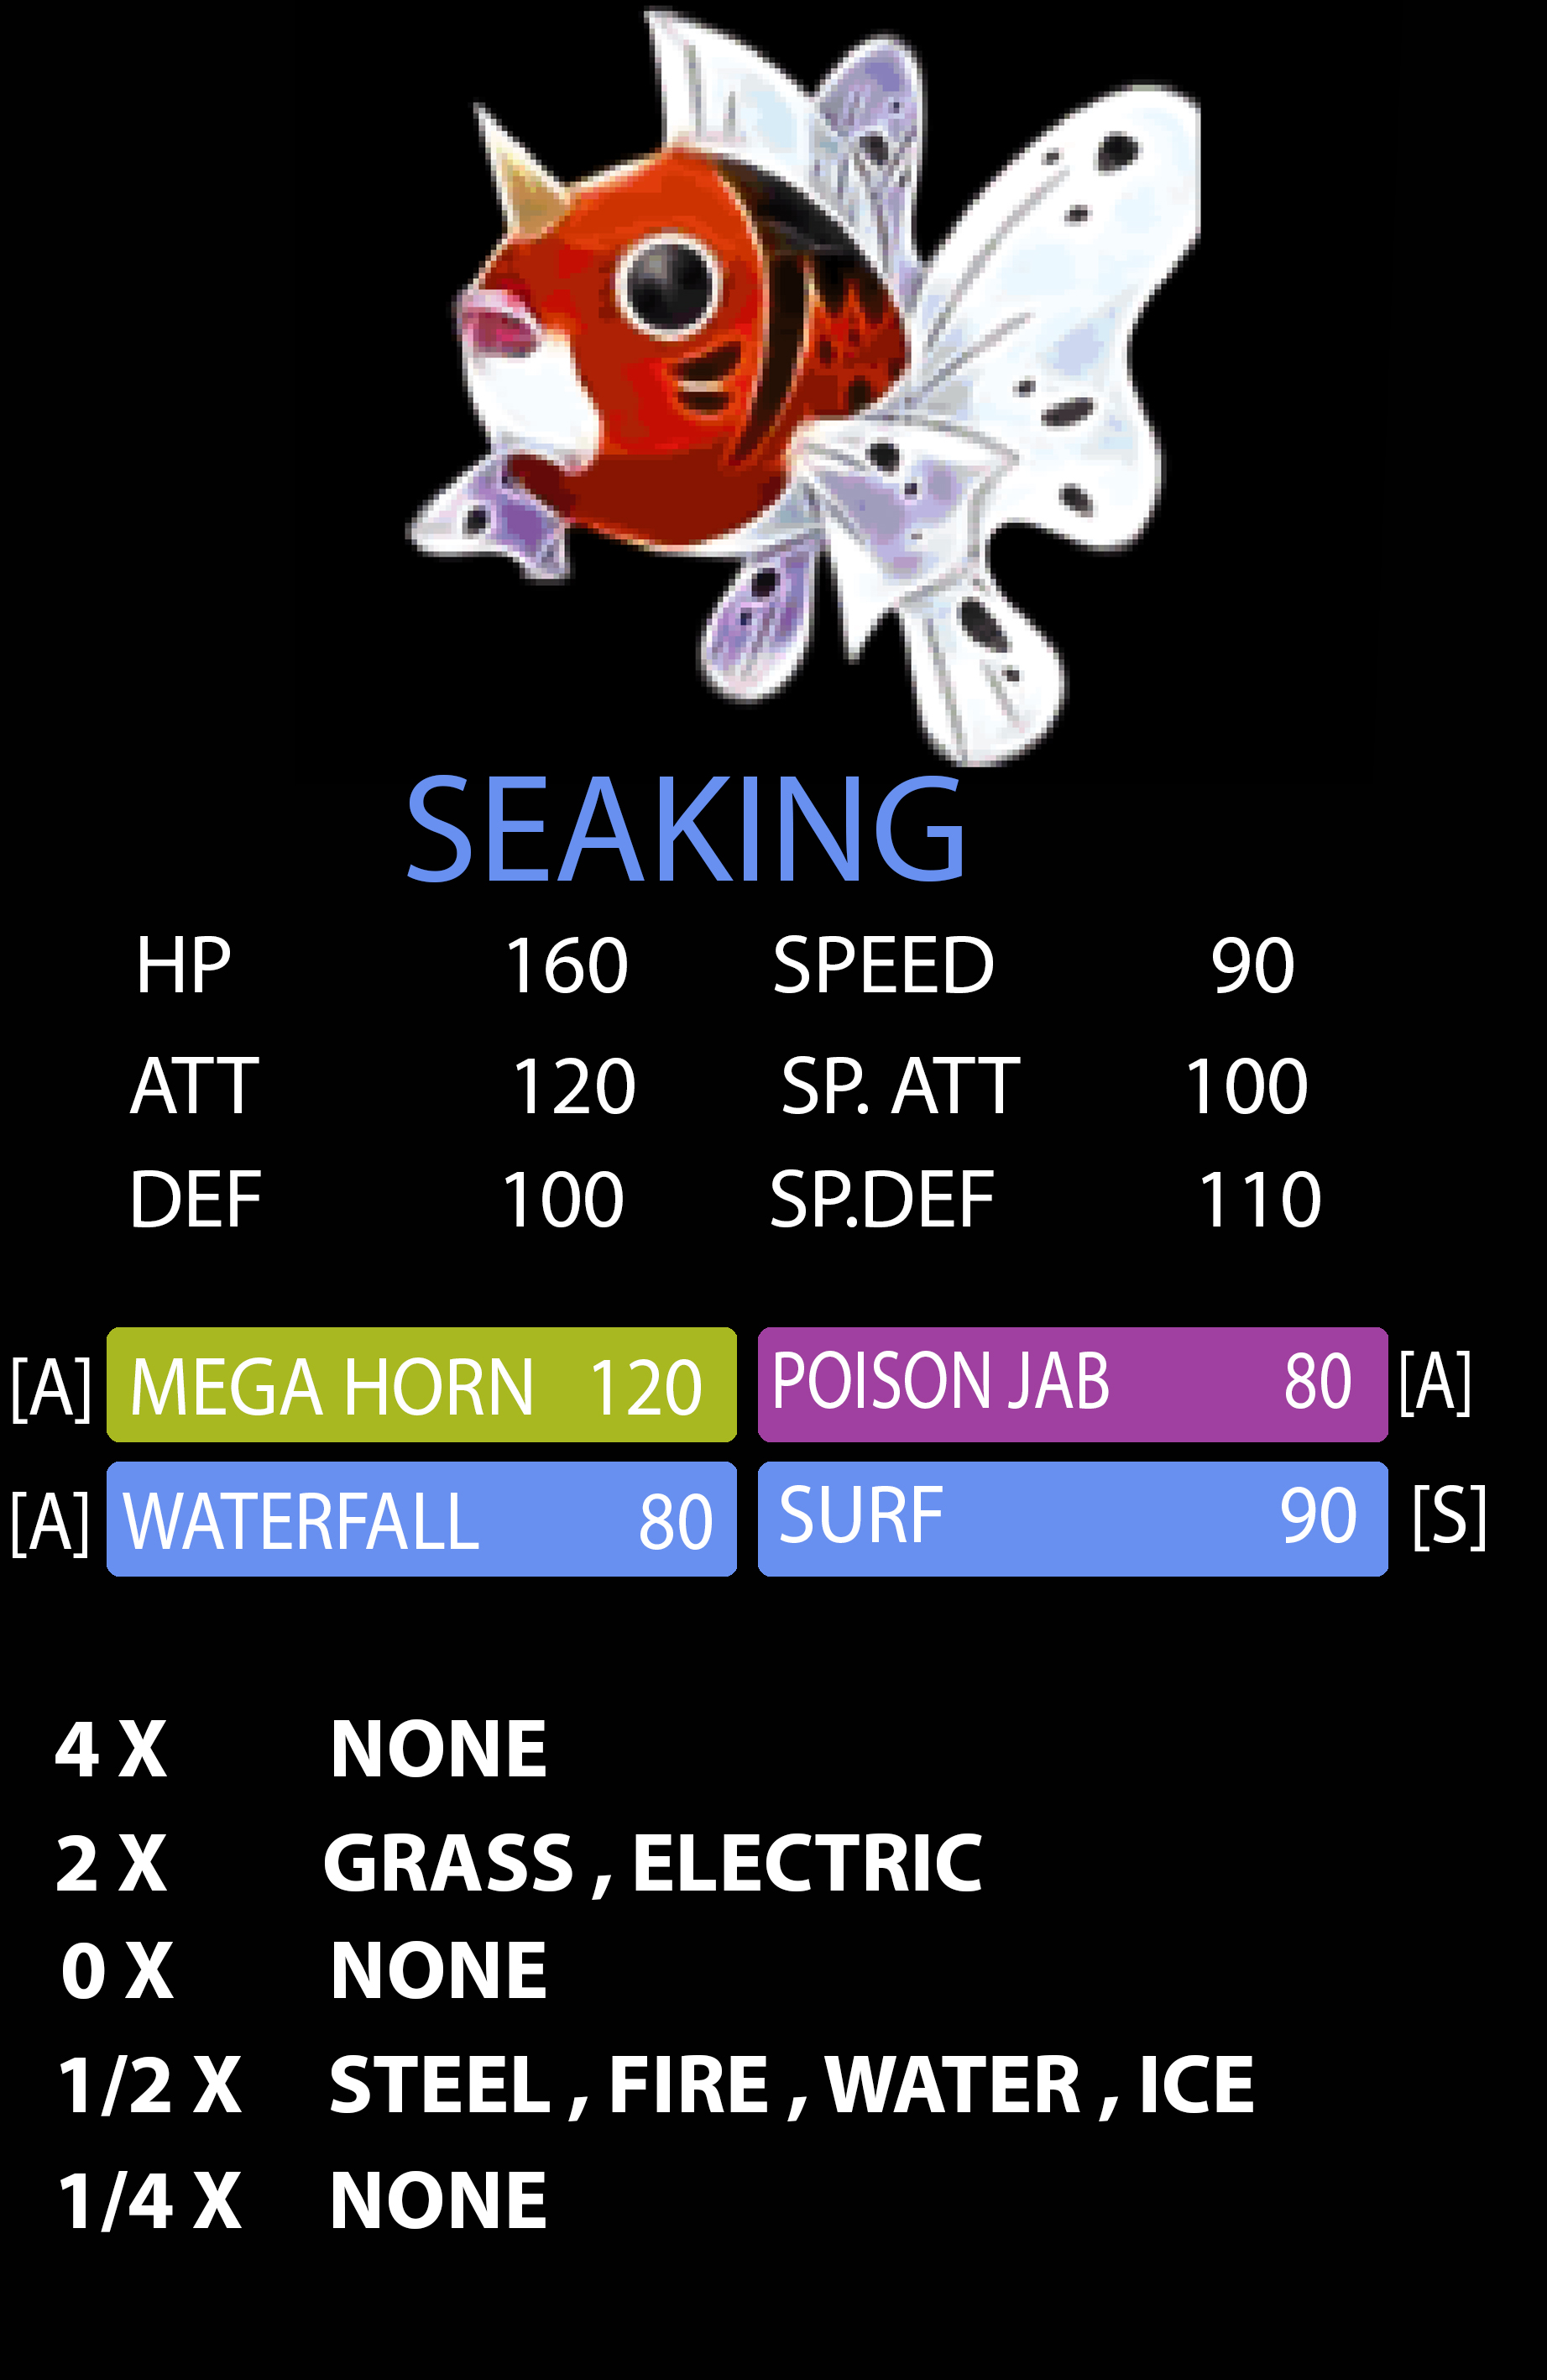 SEAKING
HP 160 SPEED 90
ATT 120 SP. ATT 100
DEF 100 SP.DEF 110
[A] MEGA HORN 120 POISON JAB 80 [A]
[A] WATERFALL 80 SURF 90 [S]
4 X NONE
2 X GRASS , ELECTRIC
0 X NONE
1/2 X STEEL , FIRE , WATER , ICE
1/4 X NONE